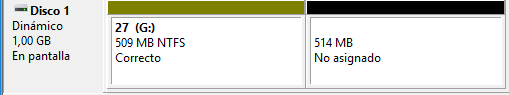 Disco 1
Dinámico
1,00 GB
En pantalla
27 (G:)
509 MB NTFS
Correcto
514 MB
No asignado